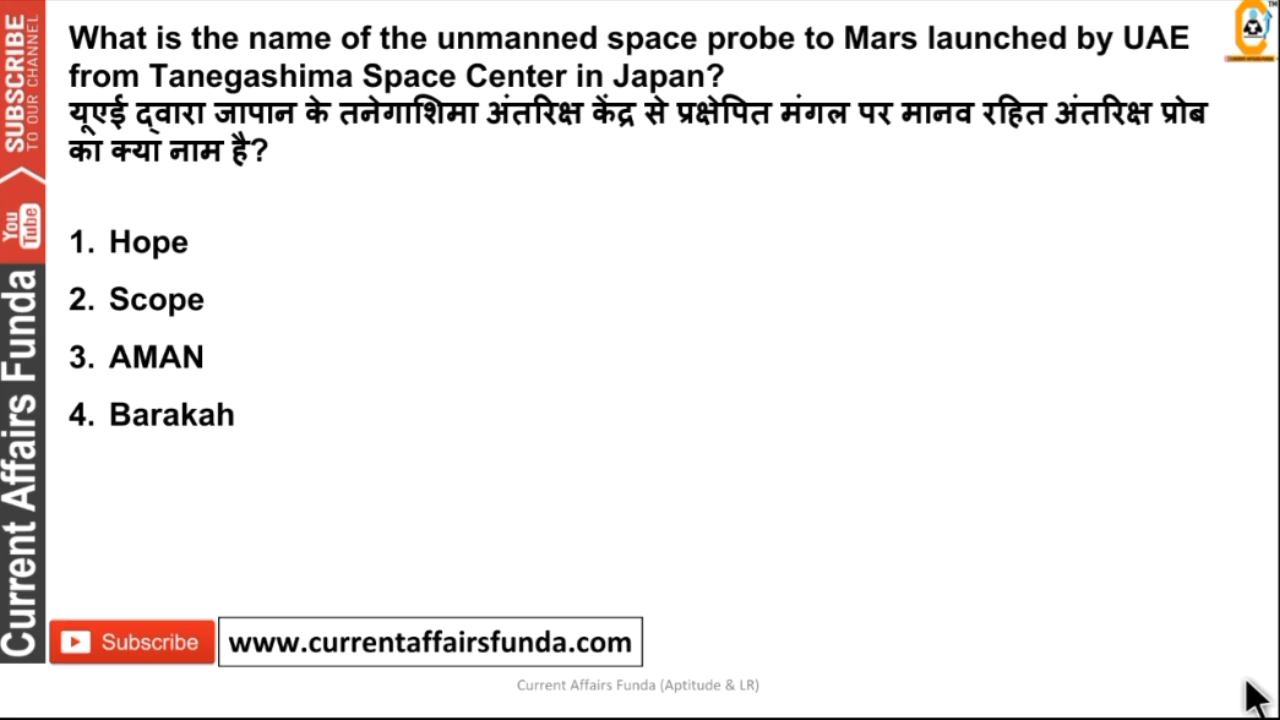 What is the name of the unmanned space probe to Mars launched by UAE
from Tanegashima Space Center in Japan?
यूएई द्वारा जापान के तनेगाशिमा अंतरिक्ष केंद्र से प्रक्षेपित मंगल पर मानव रहित अंतरिक्ष प्रोब
का क्या नाम है?
1. Hope
2. Scope
3. AMAN
4. Barakah
SUBSCRIBE
TO OUR CHANNEL
You
Tube
Current Affairs Funda
Subscribe
www.currentaffairsfunda.com
Current Affairs Funda (Aptitude & LR)